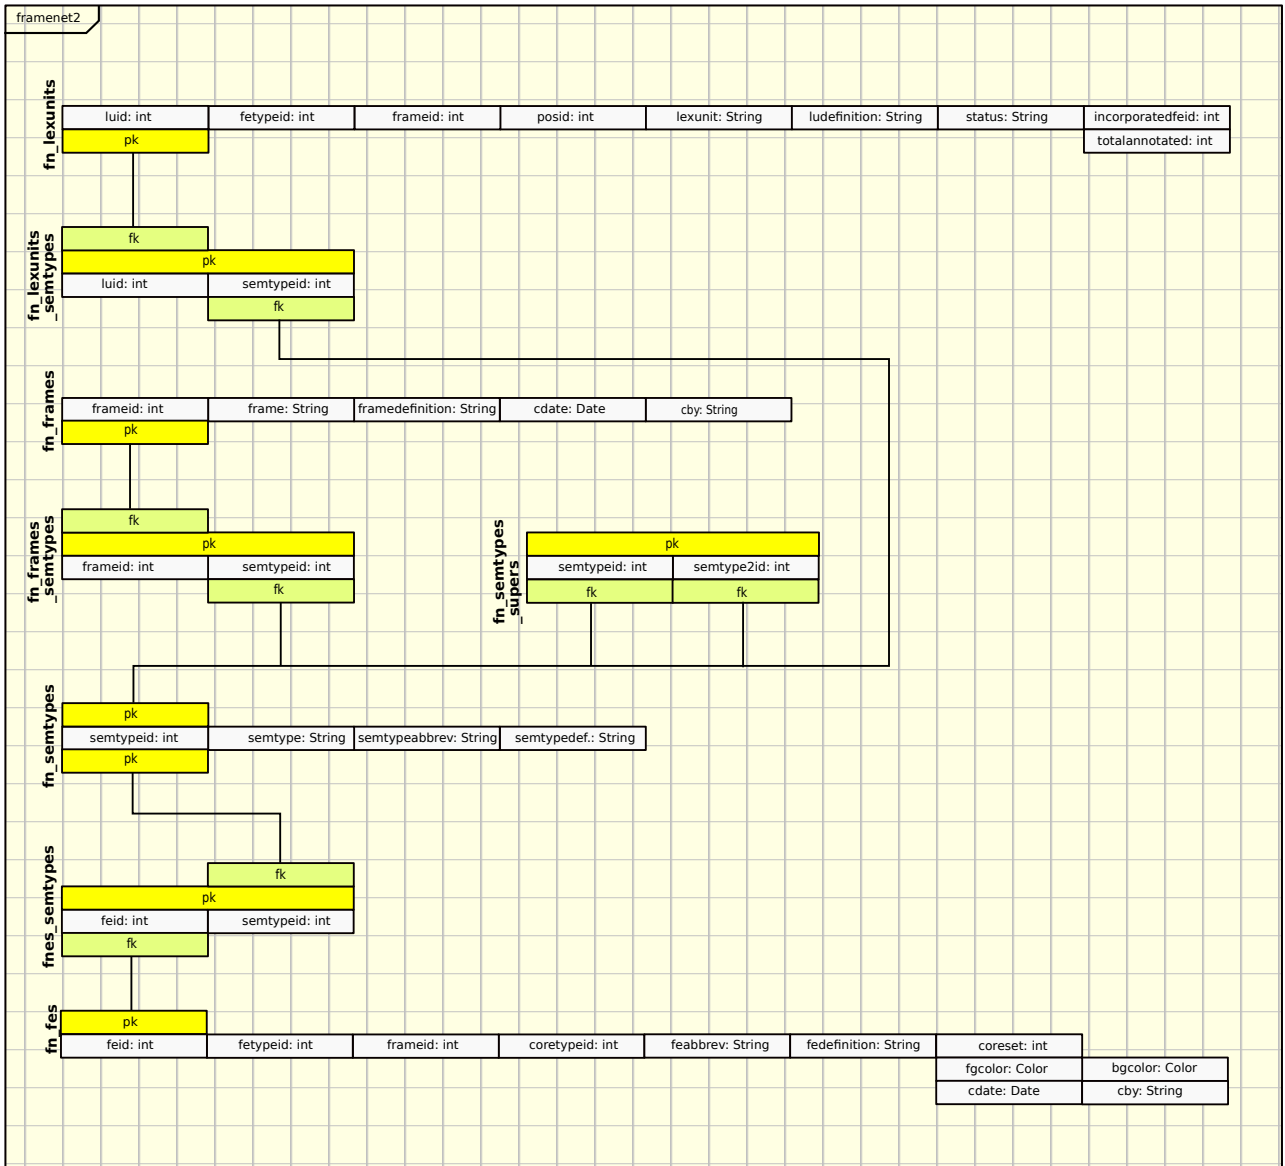 framenet2
fn_lexunits
luid: int fetypeid: int frameid: int posid: int lexunit: String ludefinition: String status: String incorporatedfeid: int
pk totalannotated: int
fn_lexunits
_semtypes
fk
pk
luid: int semtypeid: int
fk
fn_frames
frameid: int frame: String framedefinition: String cdate: Date cby: String
pk
fn_frames
_semtypes
fk
pk
frameid: int semtypeid: int
fk
fn_semtypes
_supers
pk
semtypeid: int semtype2id: int
fk fk
fn_semtypes
pk
semtypeid: int semtype: String semtypeabbrev: String semtypedef.: String
pk
fnes_semtypes
fk
pk
feid: int semtypeid: int
fk
fn_fes
pk
feid: int fetypeid: int frameid: int coretypeid: int feabbrev: String fedefinition: String coreset: int
fgcolor: Color bgcolor: Color
cdate: Date cby: String